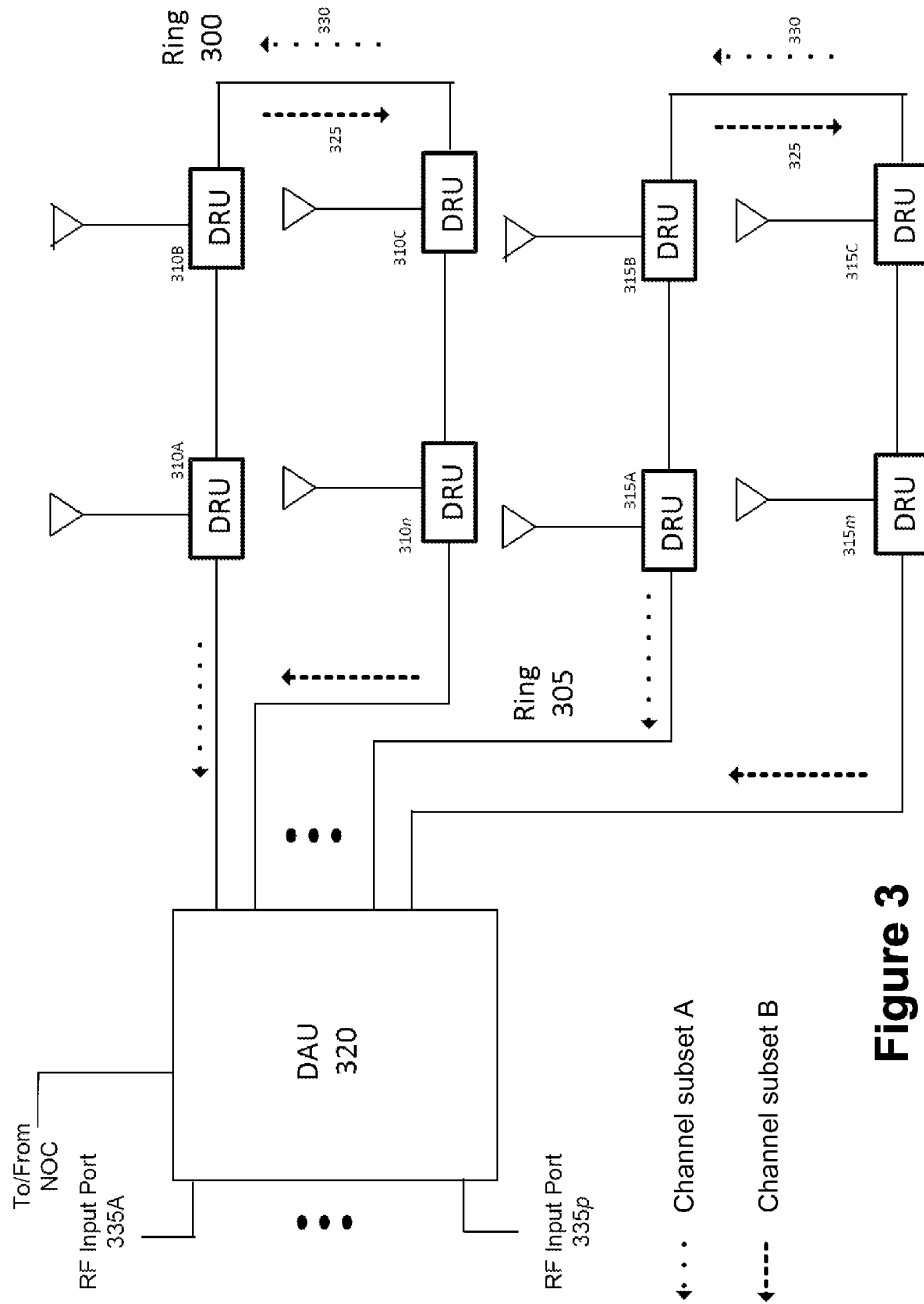 To/From
NOC
RF Input Port
335A
RF Input Port
335p
DAU
320
Ring
300
310A
DRU
310B
DRU
325
330
310n
DRU
310C
DRU
Ring
305
315A
DRU
315B
DRU
325
330
315m
DRU
315C
DRU
Channel subset A
Channel subset B
Figure 3